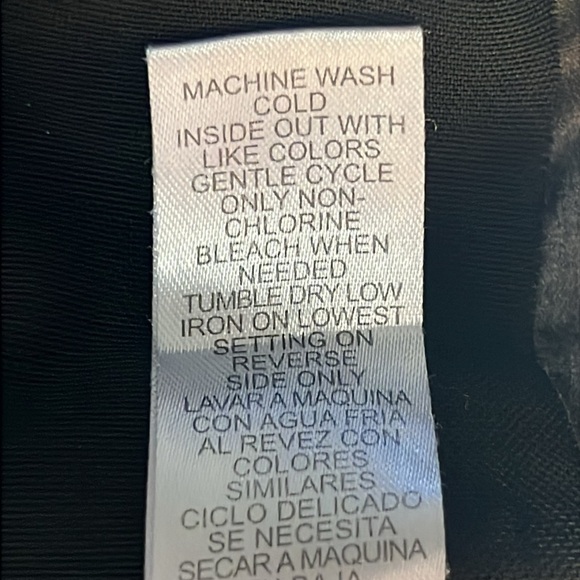 MACHINE WASH
COLD
INSIDE OUT WITH
LIKE COLORS
GENTLE CYCLE
ONLY NON-
CHLORINE
BLEACH WHEN
NEEDED
TUMBLE DRY LOW
IRON ON LOWEST
SETTING ON
REVERSE
SIDE ONLY
LAVAR A MAQUINA
CON AGUA FRIA
AL REVEZ CON
COLORES
SIMILARES
CICLO DELICADO
SE NECESITA
SECAR A MAQUINA
BAJA